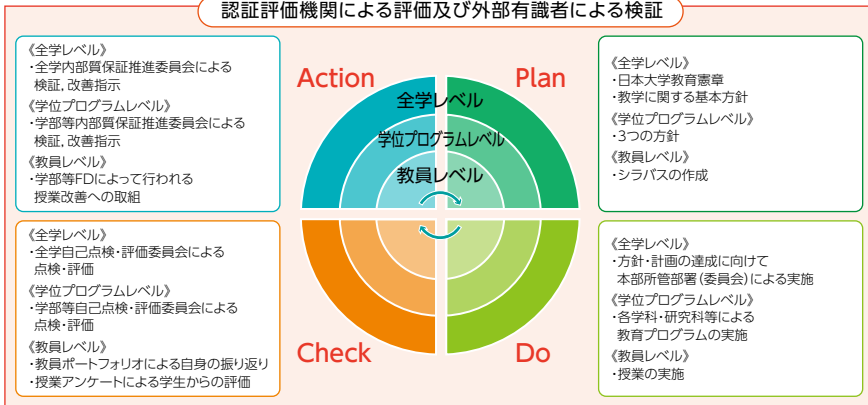 認証評価機関による評価及び外部有識者による検証
《全学レベル》
・全学内部質保証推進委員会による
検証，改善指示
《学位プログラムレベル》
・学部等内部質保証推進委員会による
検証，改善指示
《教員レベル》
・学部等FDによって行われる
授業改善への取組
Action
Plan
全学レベル
学位プログラムレベル
教員レベル
《全学レベル》
・日本大学教育憲章
・教学に関する基本方針
《学位プログラムレベル》
・3つの方針
《教員レベル》
・シラバスの作成
《全学レベル》
・全学自己点検・評価委員会による
点検・評価
《学位プログラムレベル》
・学部等自己点検・評価委員会による
点検・評価
《教員レベル》
・教員ポートフォリオによる自身の振り返り
・授業アンケートによる学生からの評価
Check
Do
《全学レベル》
・方針・計画の達成に向けて
本部所管部署（委員会）による実施
《学位プログラムレベル》
・各学科・研究科等による
教育プログラムの実施
《教員レベル》
・授業の実施